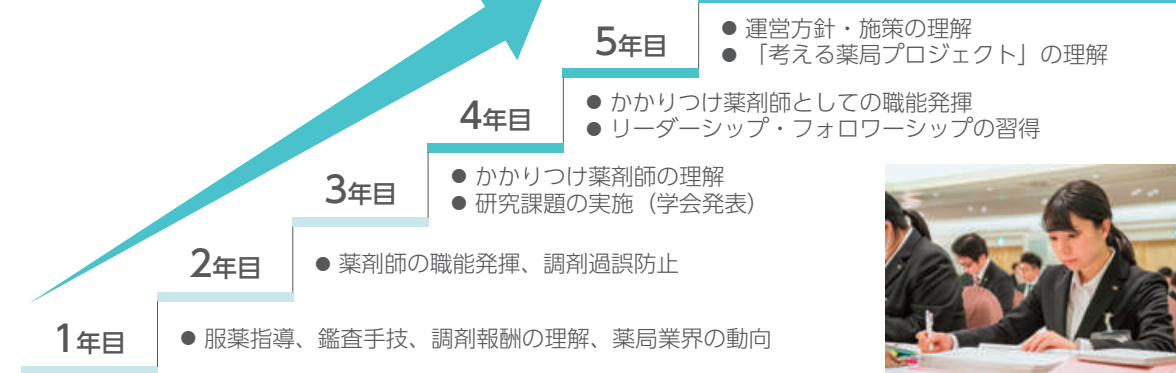 5年目
● 運営方針・施策の理解
● 「考える薬局プロジェクト」の理解
4年目
● かかりつけ薬剤師としての職能発揮
● リーダーシップ・フォロワーシップの習得
3年目
● かかりつけ薬剤師の理解
● 研究課題の実施（学会発表）
2年目
● 薬剤師の職能発揮、調剤過誤防止
1年目
● 服薬指導、鑑査手技、調剤報酬の理解、薬局業界の動向